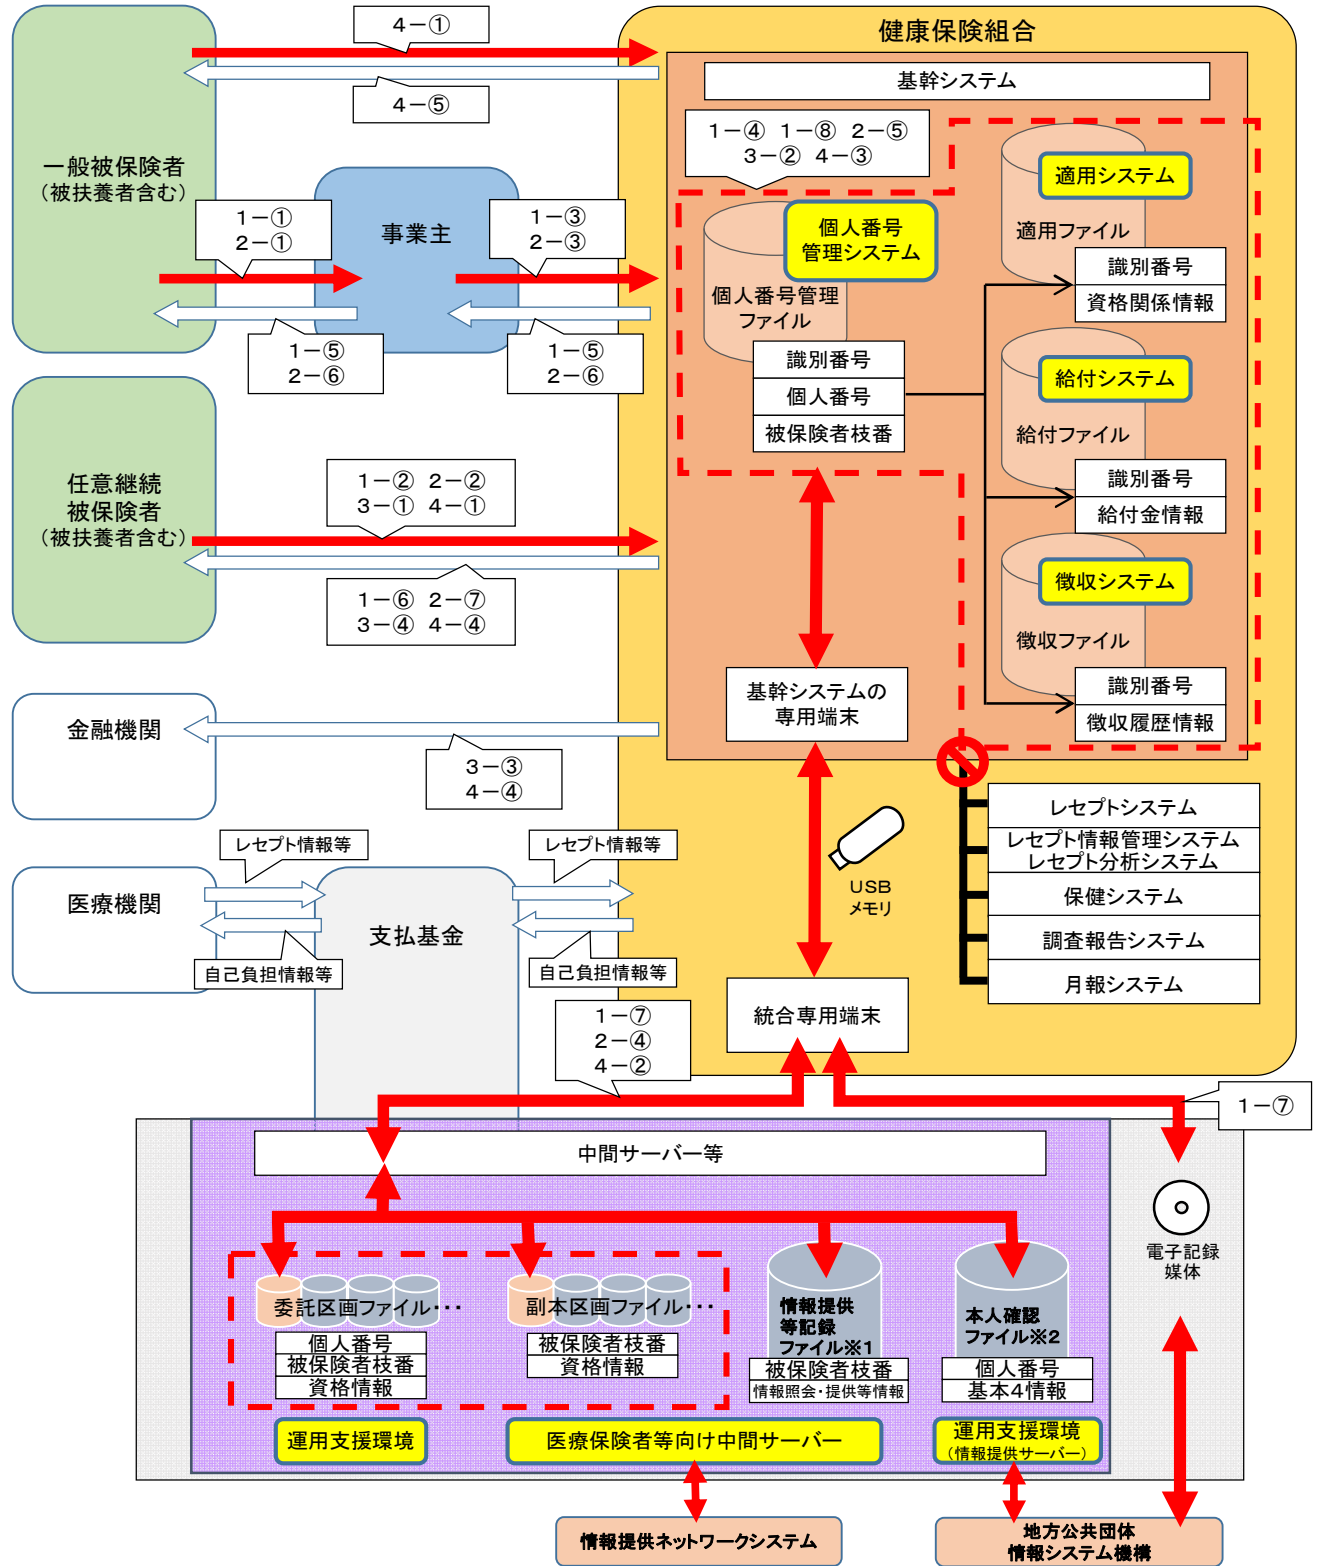 4－①
4－⑤
健康保険組合
基幹システム
1－④ 1－⑧ 2－⑤
3－② 4－③
一般被保険者
（被扶養者含む）
1－①
2－①
事業主
1－③
2－③
個人番号
管理システム
個人番号管理
ファイル
適用システム
適用ファイル
識別番号
資格関係情報
1－⑤
2－⑥
1－⑤
2－⑥
識別番号
個人番号
被保険者枝番
給付システム
給付ファイル
識別番号
給付金情報
任意継続
被保険者
（被扶養者含む）
1－② 2－②
3－① 4－①
1－⑥ 2－⑦
3－④ 4－④
徴収システム
徴収ファイル
識別番号
徴収履歴情報
基幹システムの
専用端末
金融機関
3－③
4－④
レセプトシステム
レセプト情報管理システム
レセプト分析システム
保健システム
調査報告システム
月報システム
USB
メモリ
医療機関
レセプト情報等
自己負担情報等
支払基金
レセプト情報等
自己負担情報等
統合専用端末
1－⑦
2－④
4－②
1－⑦
中間サーバー等
電子記録
媒体
委託区画ファイル・・・
個人番号
被保険者枝番
資格情報
副本区画ファイル・・・
被保険者枝番
資格情報
情報提供
等記録
ファイル※1
被保険者枝番
情報照会・提供等情報
本人確認
ファイル※2
個人番号
基本4情報
運用支援環境
医療保険者等向け中間サーバー
運用支援環境
（情報提供サーバー）
情報提供ネットワークシステム
地方公共団体
情報システム機構